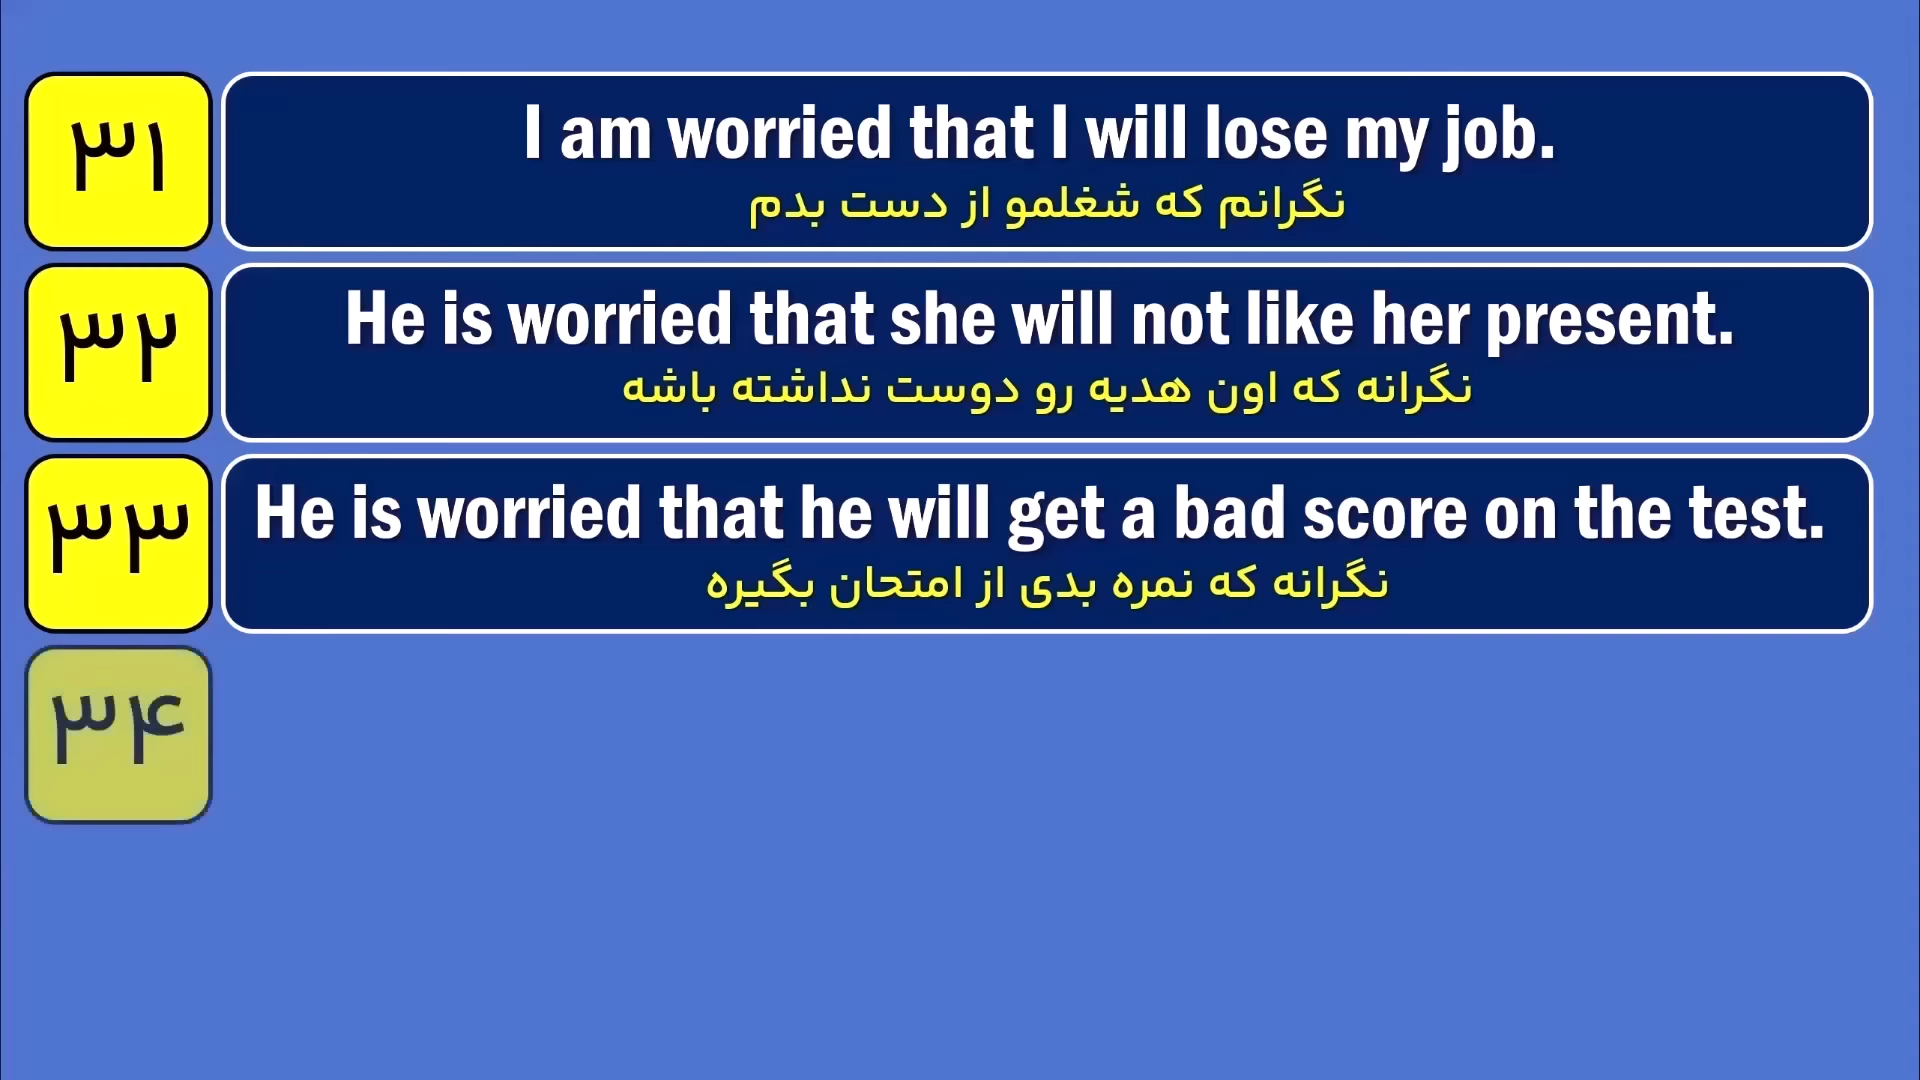 ۳۱
I am worried that I will lose my job.
نگرانم که شغلمو از دست بدم
۳۲
He is worried that she will not like her present.
نگرانه که اون هدیه رو دوست نداشته باشه
۳۳
He is worried that he will get a bad score on the test.
نگرانه که نمره بدی از امتحان بگیره
۳۴